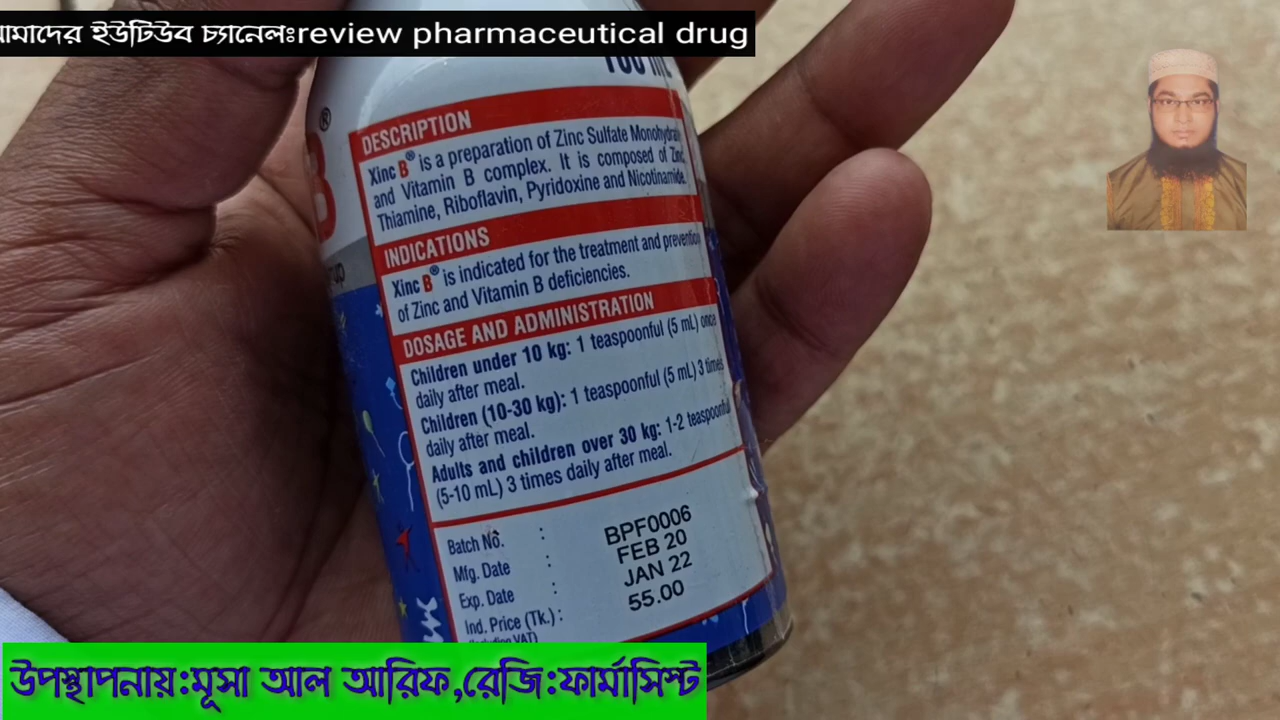 আমাদের ইউটিউব চ্যানেলঃreview pharmaceutical drug
100 mL
B®
DESCRIPTION
Xinc B® is a preparation of Zinc Sulfate
and Vitamin B complex. It is composed of Zinc,
Thiamine, Riboflavin, Pyridoxine and Nicotinamide.
INDICATIONS
Xinc B® is indicated for the treatment and prevention
of Zinc and Vitamin B deficiencies.
DOSAGE AND ADMINISTRATION
Children under 10 kg: 1 teaspoonful (5 mL) once
daily after meal.
Children (10-30 kg): 1 teaspoonful (5 mL) 3 times
daily after meal.
Adults and children over 30 kg: 1-2 teaspoonful
(5-10 mL) 3 times daily after meal.
Batch No. : BPF0006
Mfg. Date : FEB 20
Exp. Date : JAN 22
Ind. Price (Tk.) : 55.00
উপস্থাপনায়:মূসা আল আরিফ,রেজি:ফার্মাসিস্ট